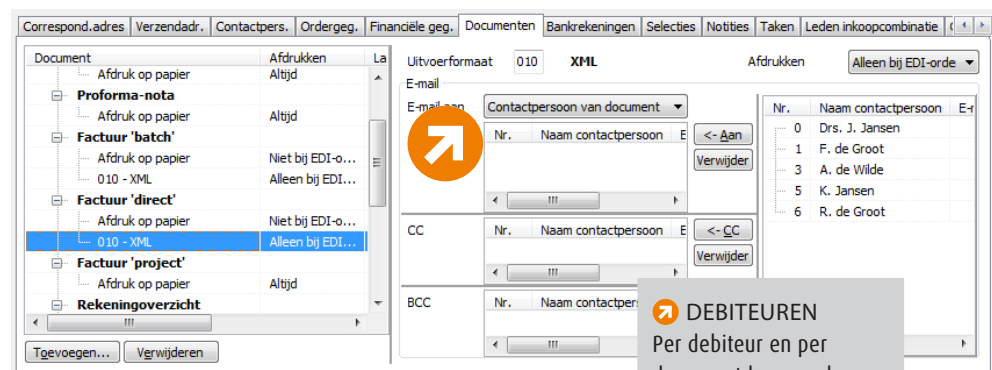 Correspond.adres Verzendadr. Contactpers. Ordergeg. Financiële geg. Documenten Bankrekeningen Selecties Notities Taken Leden inkoopcombinatie
Document Afdrukken La
Afdruk op papier Altijd
Proforma-nota
Afdruk op papier Altijd
Factuur 'batch'
Afdruk op papier Niet bij EDI-o...
010 - XML Alleen bij EDI...
Factuur 'direct'
Afdruk op papier Niet bij EDI-o...
010 - XML Alleen bij EDI...
Factuur 'project'
Afdruk op papier Altijd
Rekeningoverzicht
Toevoegen... Verwijderen
Uitvoerformaat 010 XML Afdrukken Alleen bij EDI-orde
E-mail
E-mail aan Contactpersoon van document
Nr. Naam contactpersoon E
<- Aan
Verwijder
CC Nr. Naam contactpersoon E
<- CC
Verwijder
BCC Nr. Naam contactper
Nr. Naam contactpersoon E-r
0 Drs. J. Jansen
1 F. de Groot
3 A. de Wilde
5 K. Jansen
6 R. de Groot
DEBITEUREN
Per debiteur en per